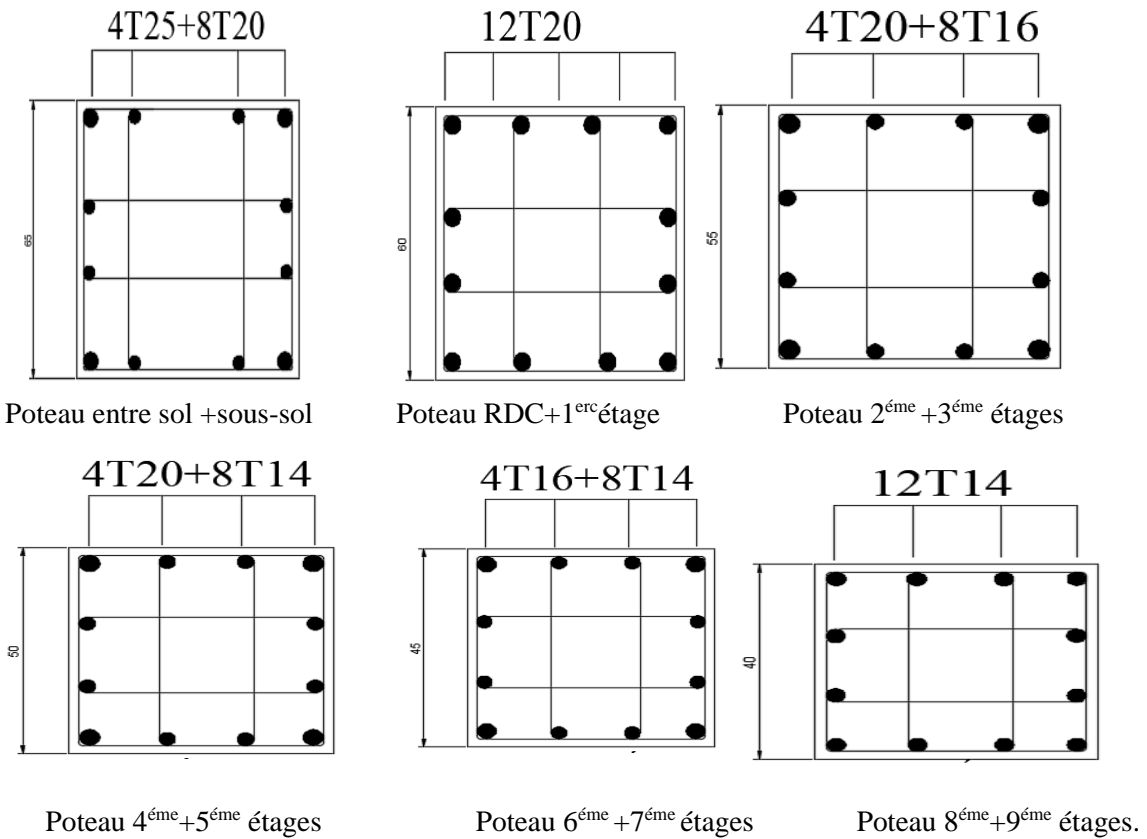 4T25+8T20
12T20
4T20+8T16
65
60
55
Poteau entre sol +sous-sol
Poteau RDC+1ercétage
Poteau 2éme +3éme étages
4T20+8T14
4T16+8T14
12T14
50
45
40
Poteau 4éme+5éme étages
Poteau 6éme +7éme étages
Poteau 8éme+9éme étages.